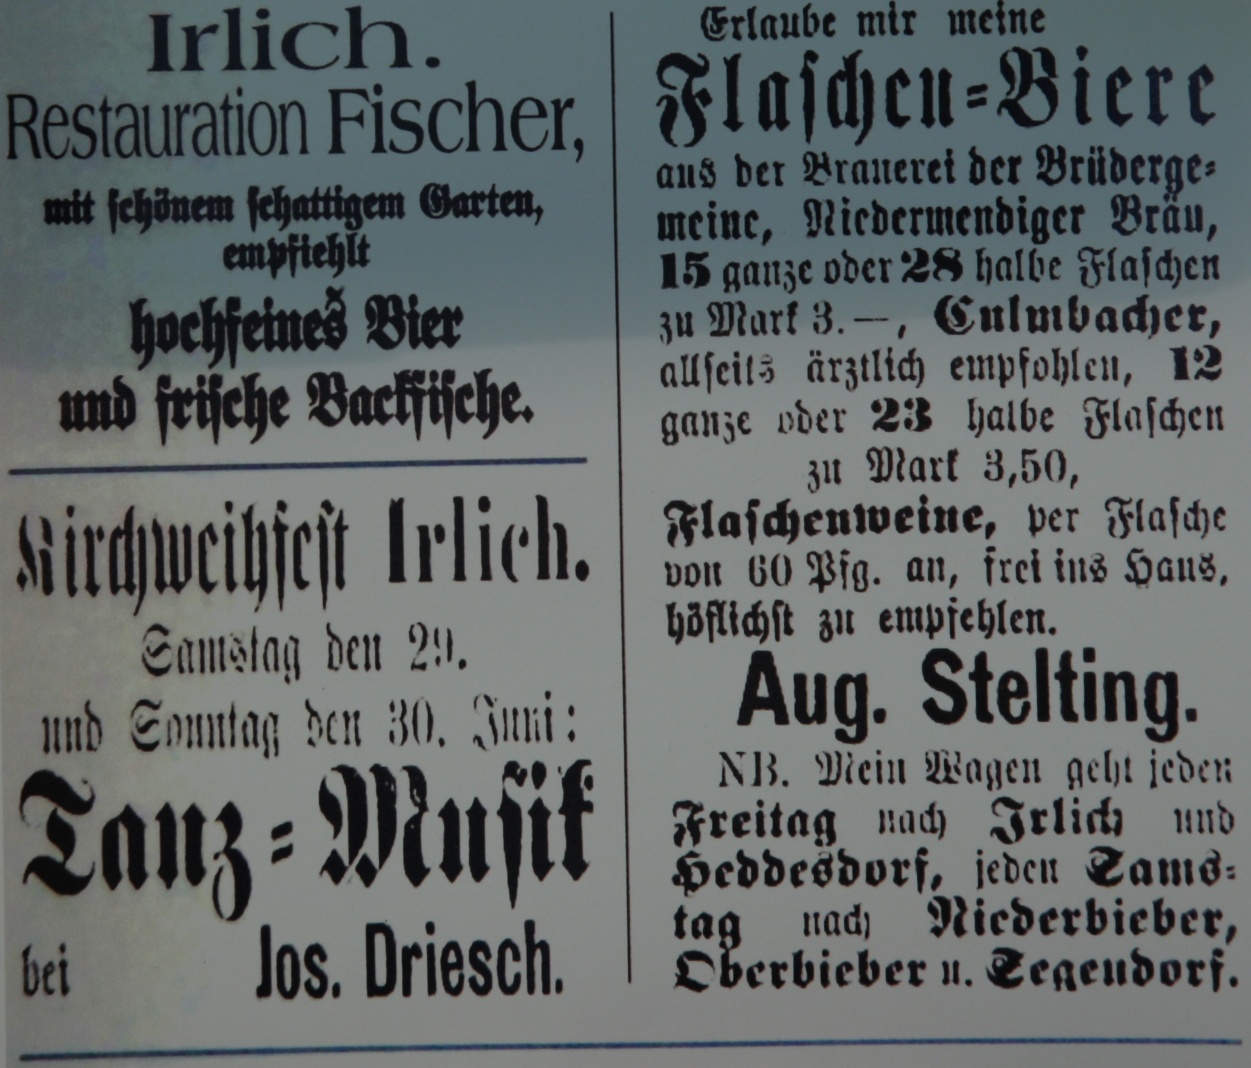 Irlich.
Restauration Fischer,
mit schönem schattigem Garten,
empfiehlt
hochfeines Bier
und frische Backfische.
Kirchweihfest Irlich.
Samstag den 29.
und Sonntag den 30. Juni:
Tanz-Musik
bei Jos. Driesch.
Erlaube mir meine
Flaschen-Biere
aus der Brauerei der Brüderge-
meine, Niedermendiger Bräu,
15 ganze oder 28 halbe Flaschen
zu Mark 3.—, Culmbacher,
allseits ärztlich empfohlen, 12
ganze oder 23 halbe Flaschen
zu Mark 3,50,
Flaschenweine, per Flasche
von 60 Pfg. an, frei ins Haus,
höflichst zu empfehlen.
Aug. Stelting.
NB. Mein Wagen geht jeden
Freitag nach Irlich und
Heddesdorf, jeden Sams-
tag nach Niederbieber,
Oberbieber u. Segendorf.